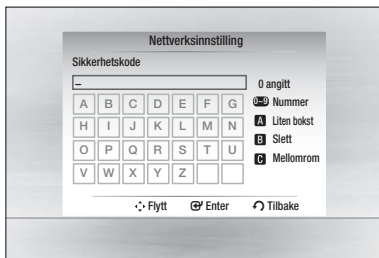 Nettverksinnstilling
Sikkerhetskode
_ 0 angitt
A B C D E F G 0~9 Nummer
H I J K L M N A Liten bokst
O P Q R S T U B Slett
V W X Y Z C Mellomrom
Flytt Enter Tilbake